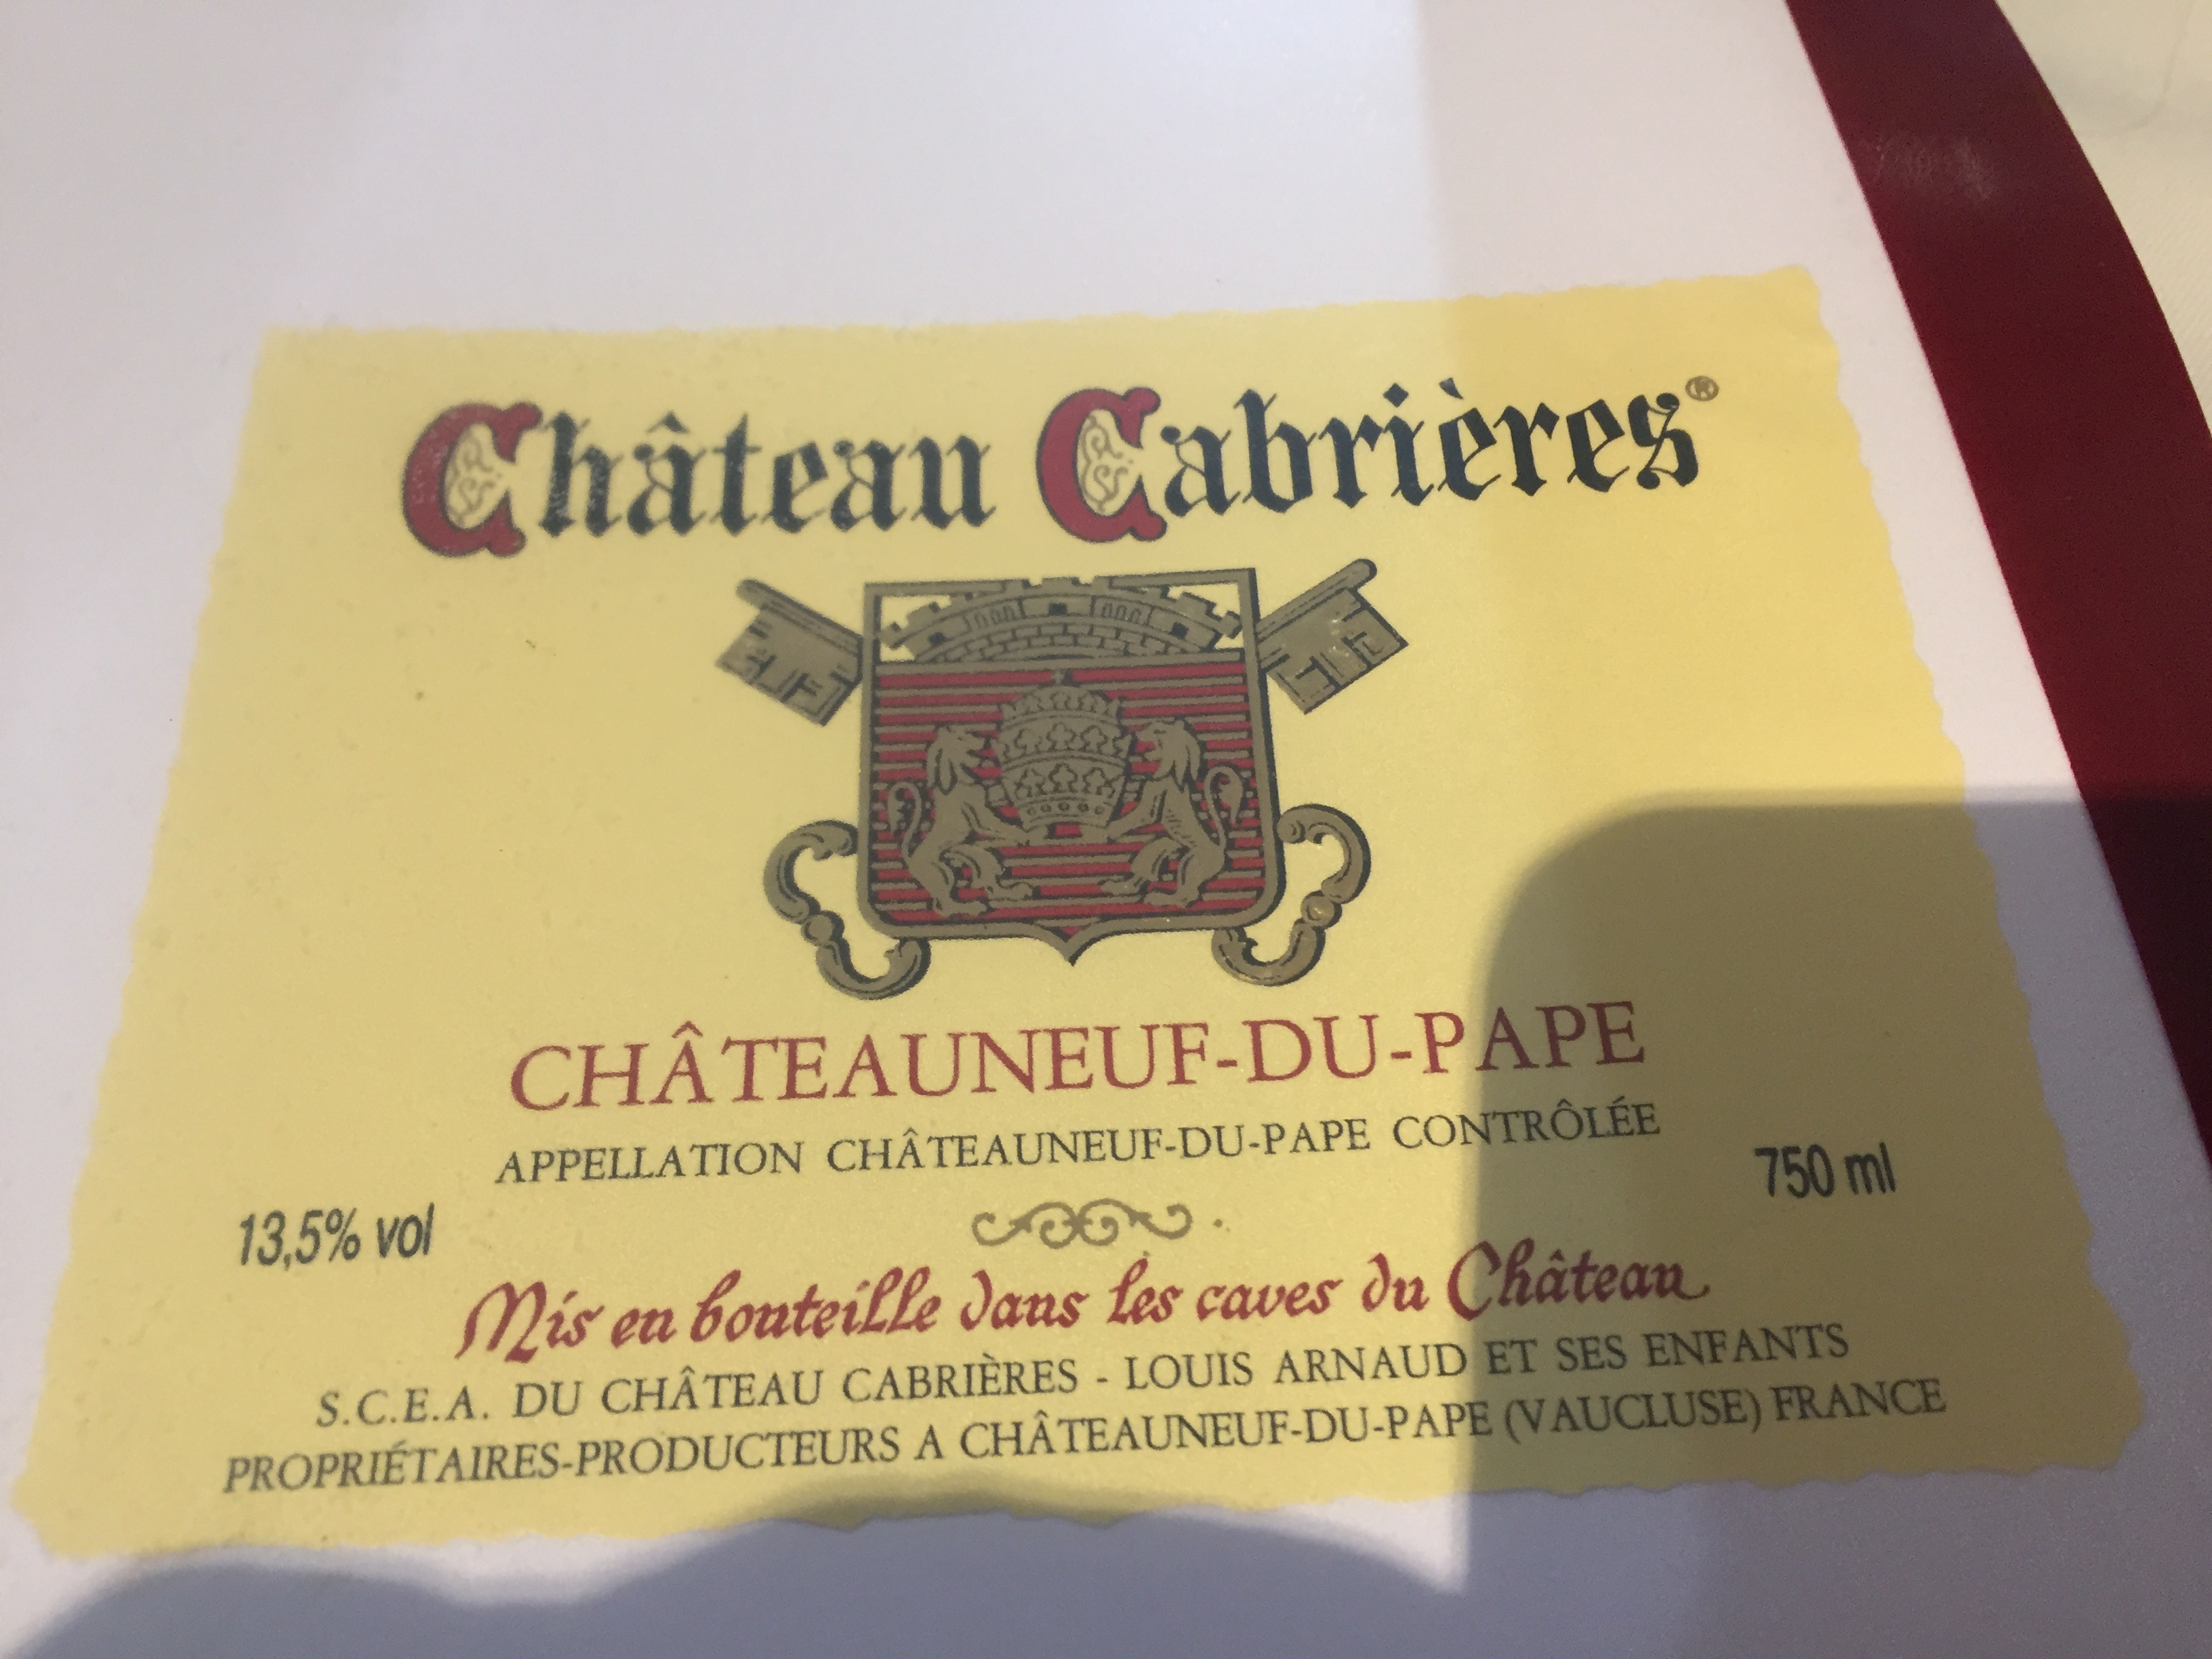 Château Cabrières®
CHÂTEAUNEUF-DU-PAPE
APPELLATION CHÂTEAUNEUF-DU-PAPE CONTRÔLÉE
750 ml
13,5% vol
Mis en bouteille dans les caves du Château
S.C.E.A. DU CHÂTEAU CABRIÈRES - LOUIS ARNAUD ET SES ENFANTS
PROPRIÉTAIRES-PRODUCTEURS A CHÂTEAUNEUF-DU-PAPE (VAUCLUSE) FRANCE